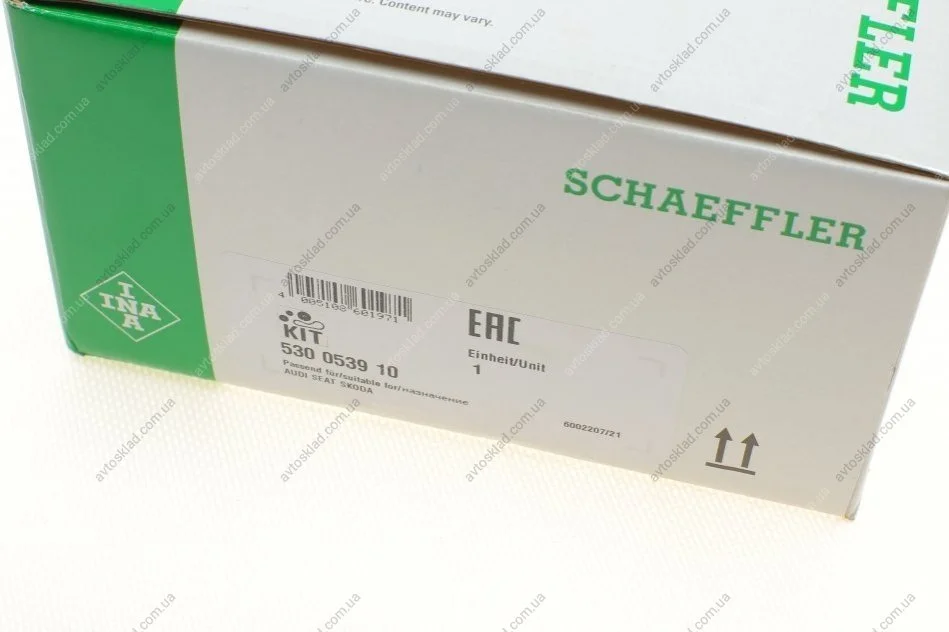 . Content may vary.
FLER
SCHAEFFLER
I
INA
A
4 005108 601971
KIT
530 0539 10
Passend für/suitable for/назначение
AUDI SEAT SKODA
EAC
Einheit/Unit
1
6002207/21
avtosklad.com.ua